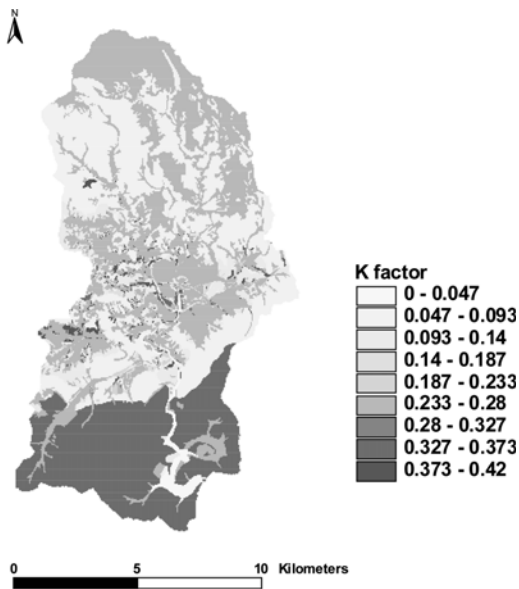 N
K factor
0 - 0.047
0.047 - 0.093
0.093 - 0.14
0.14 - 0.187
0.187 - 0.233
0.233 - 0.28
0.28 - 0.327
0.327 - 0.373
0.373 - 0.42
0 5 10 Kilometers